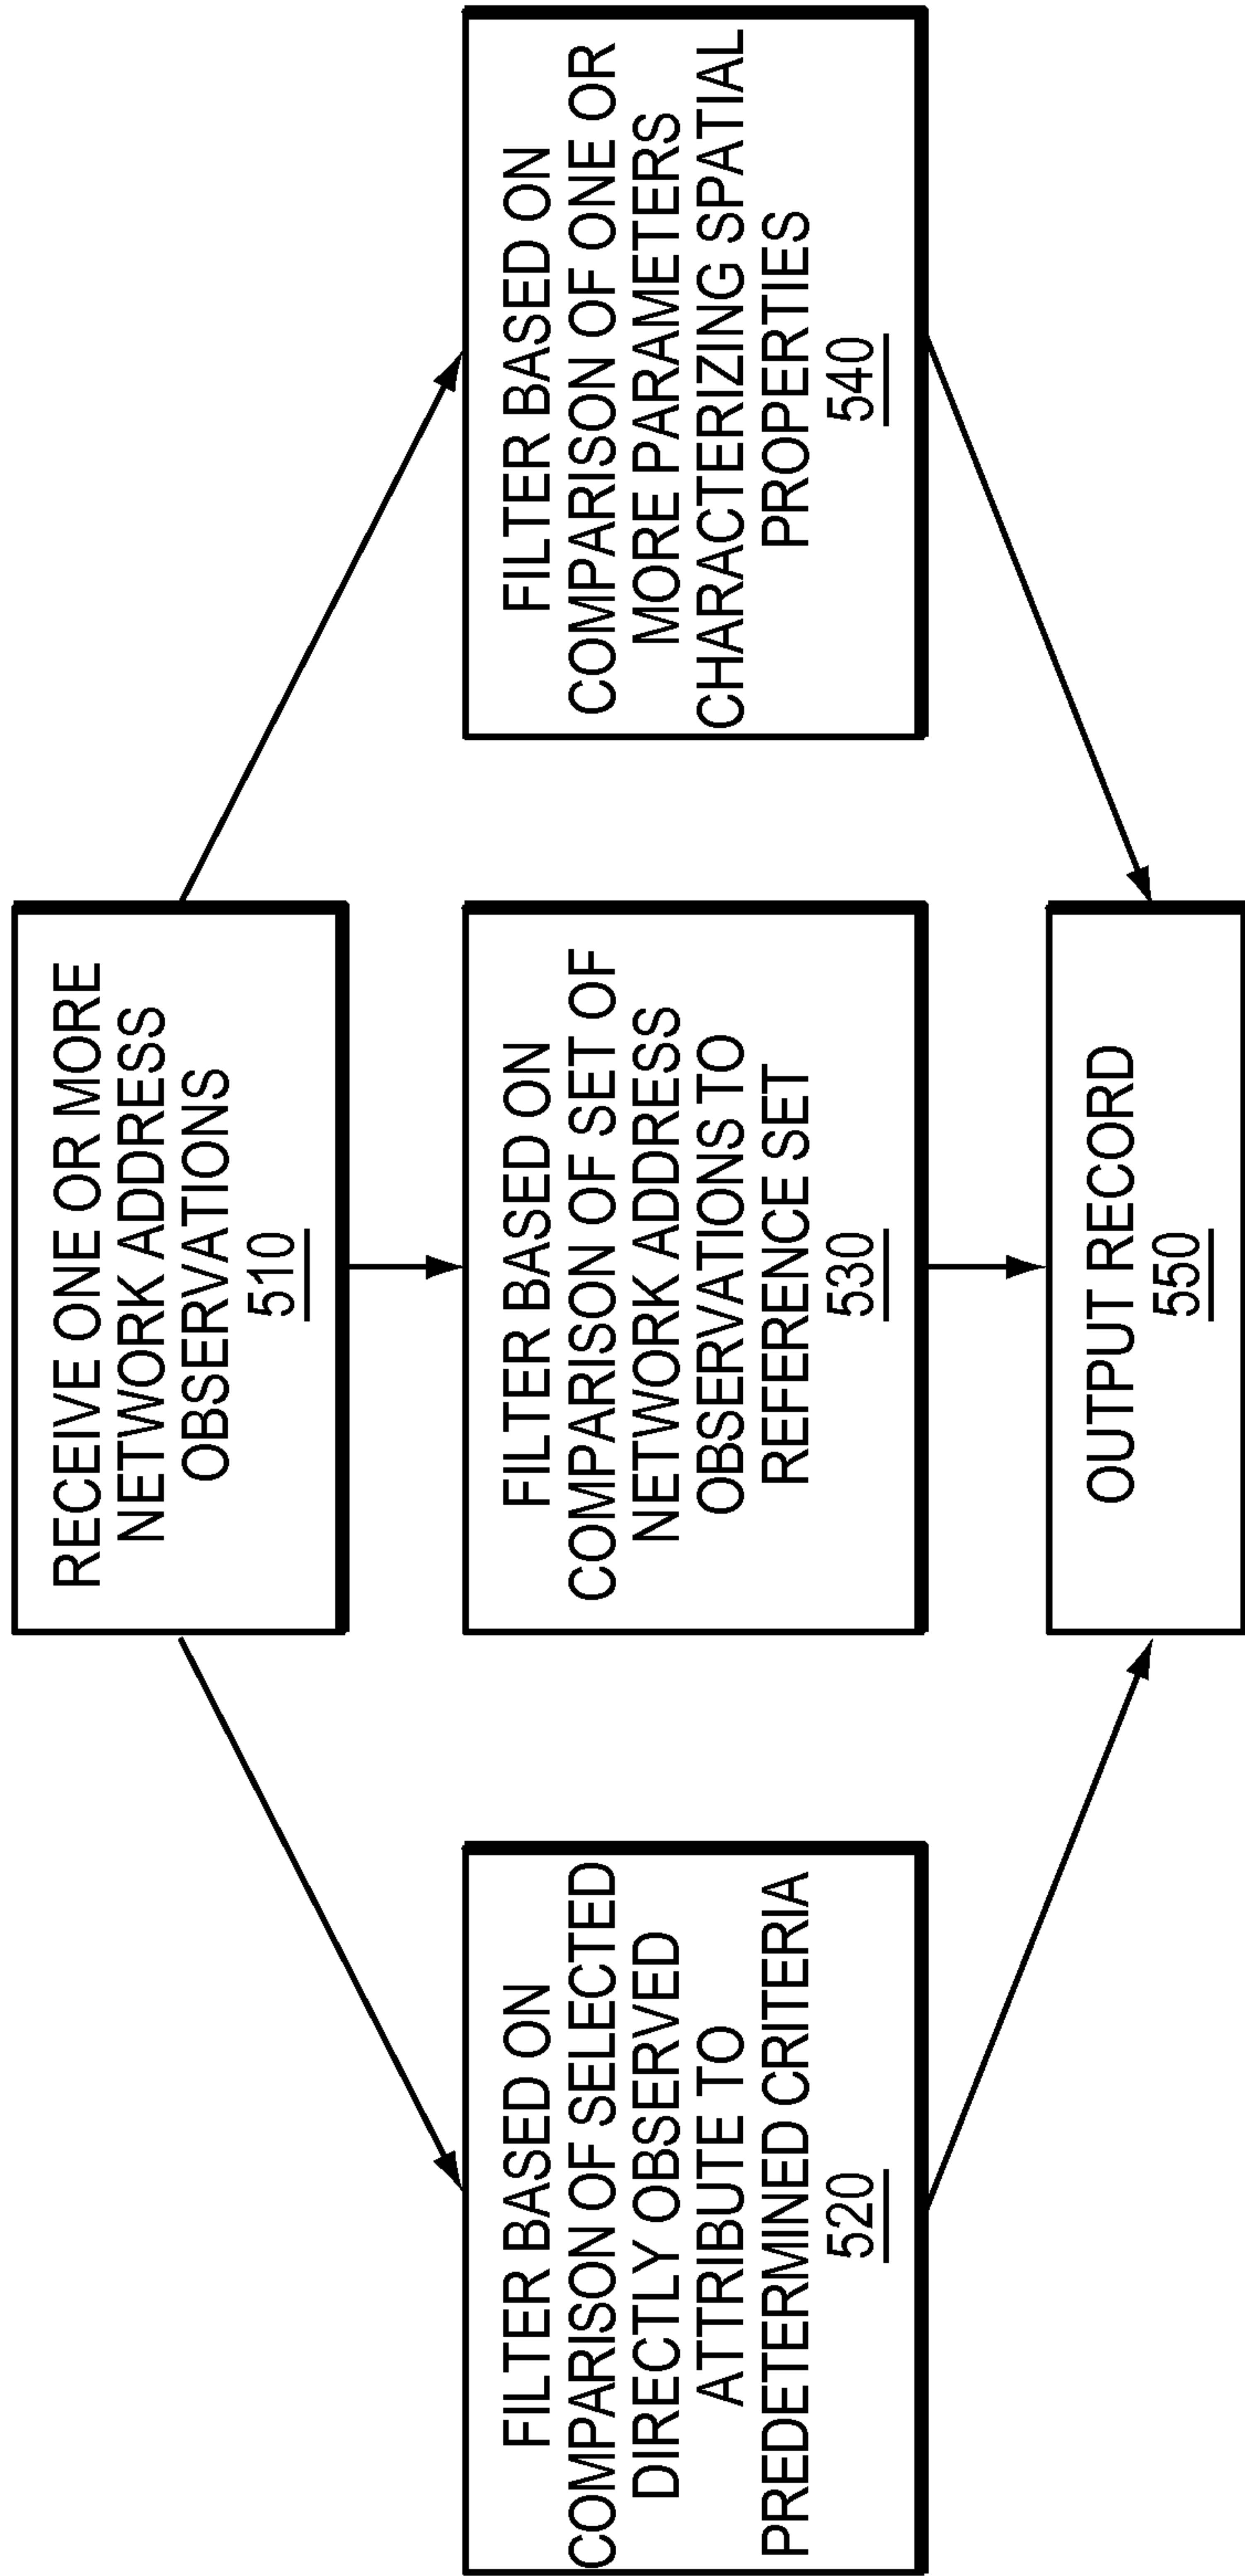 RECEIVE ONE OR MORE
NETWORK ADDRESS
OBSERVATIONS
510
FILTER BASED ON
COMPARISON OF SELECTED
DIRECTLY OBSERVED
ATTRIBUTE TO
PREDETERMINED CRITERIA
520
FILTER BASED ON
COMPARISON OF SET OF
NETWORK ADDRESS
OBSERVATIONS TO
REFERENCE SET
530
FILTER BASED ON
COMPARISON OF ONE OR
MORE PARAMETERS
CHARACTERIZING SPATIAL
PROPERTIES
540
OUTPUT RECORD
550